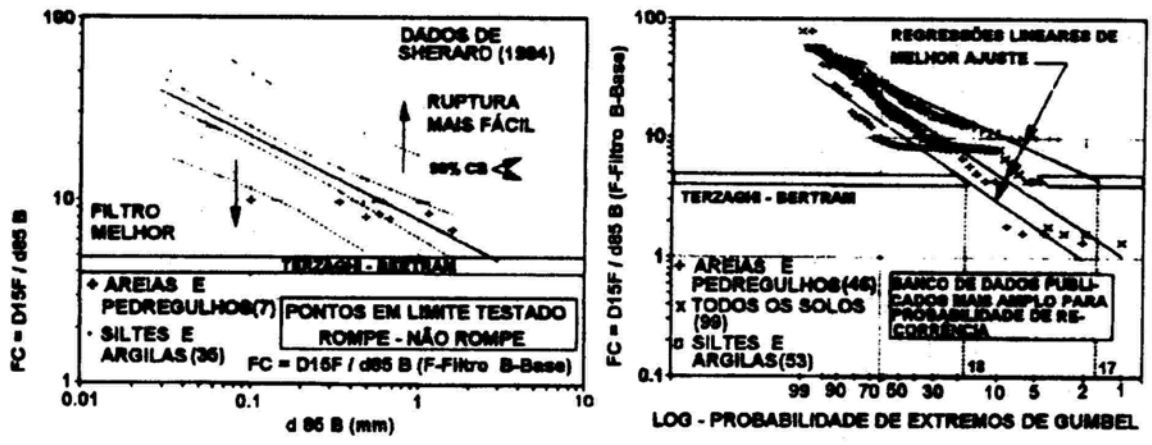 100
10
1
0.01
0.1
1
10
FC = D15F / d85 B
d 85 B (mm)
DADOS DE
SHERARD (1984)
RUPTURA
MAIS FÁCIL
99% CB
FILTRO
MELHOR
TERZAGHI - BERTRAM
+ AREIAS E
PEDREGULHOS(7)
· SILTES E
ARGILAS (35)
PONTOS EM LIMITE TESTADO
ROMPE - NÃO ROMPE
FC = D15F / d85 B (F-Filtro B-Base)
100
10
1
0.1
FC = D15F / d85 B (F-Filtro B-Base)
REGRESSÕES LINEARES DE
MELHOR AJUSTE
TERZAGHI - BERTRAM
+ AREIAS E
PEDREGULHOS(46)
× TODOS OS SOLOS
(99)
□ SILTES E
ARGILAS(53)
BANCO DE DADOS PUBLI-
CADOS MAIS AMPLO PARA
PROBABILIDADE DE RE-
CORRÊNCIA
18
17
99 90 70 50 30 10 5 2 1
LOG - PROBABILIDADE DE EXTREMOS DE GUMBEL